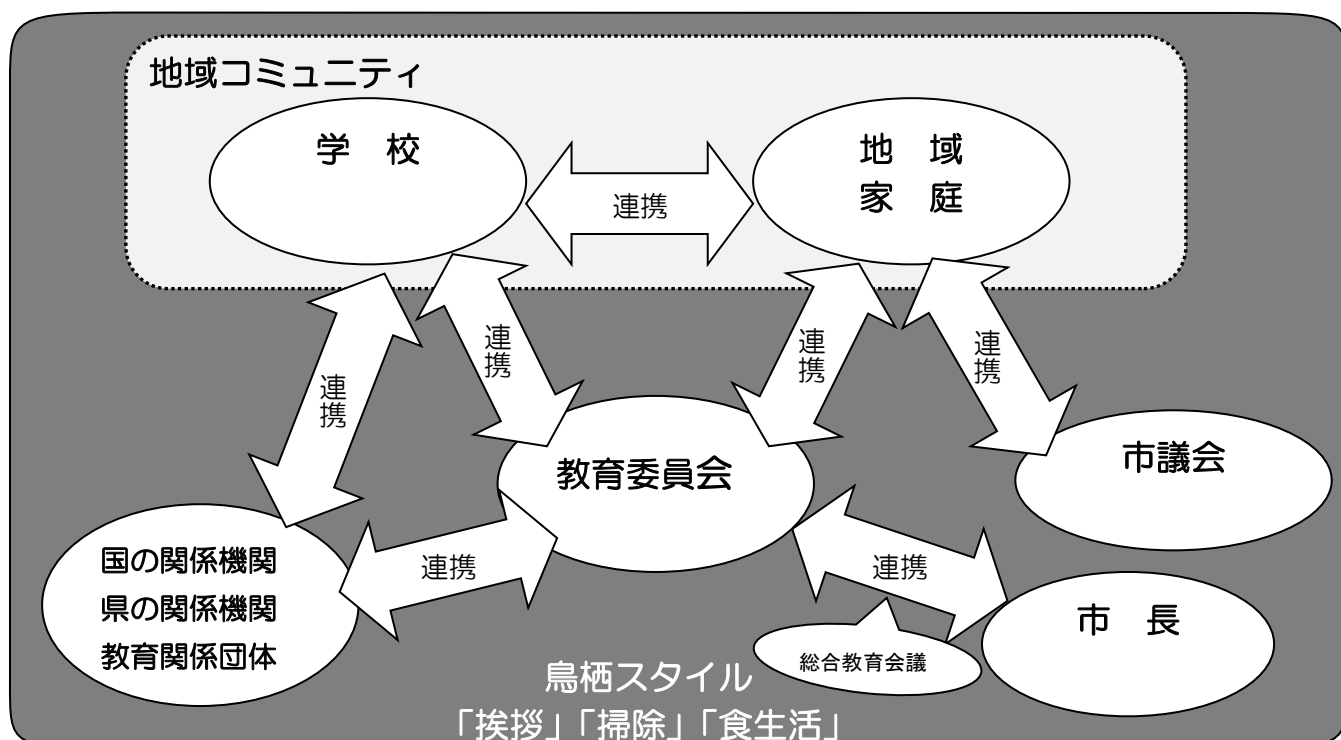 地域コミュニティ
学　校
地　域
家　庭
連携
連携
連携
連携
連携
教育委員会
市議会
国の関係機関
県の関係機関
教育関係団体
連携
連携
総合教育会議
市　長
鳥栖スタイル
「挨拶」「掃除」「食生活」